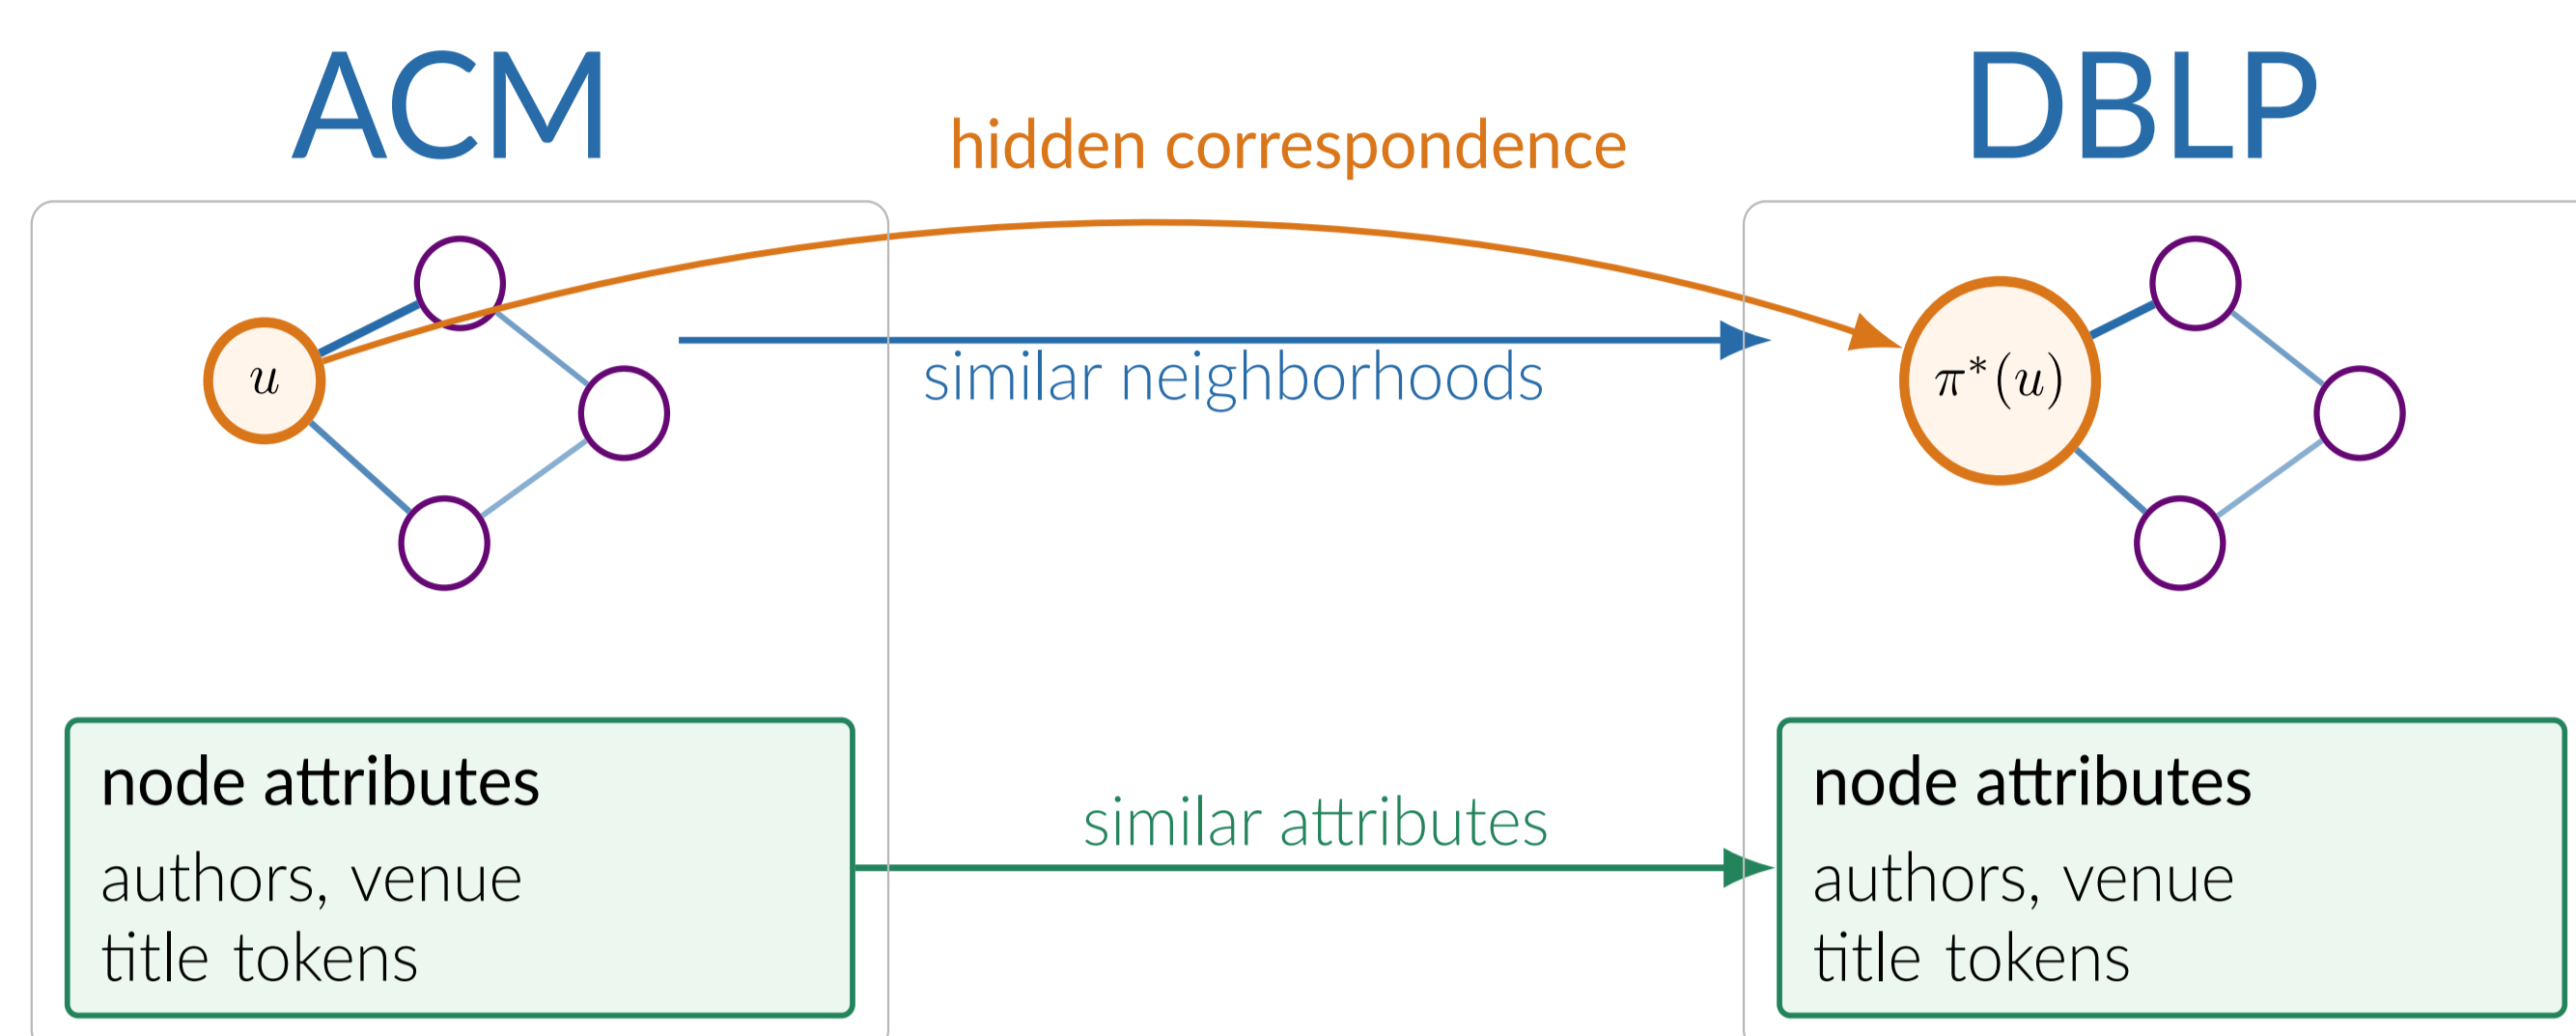 ACM
DBLP
hidden correspondence
u
π*(u)
similar neighborhoods
node attributes
authors, venue
title tokens
similar attributes
node attributes
authors, venue
title tokens